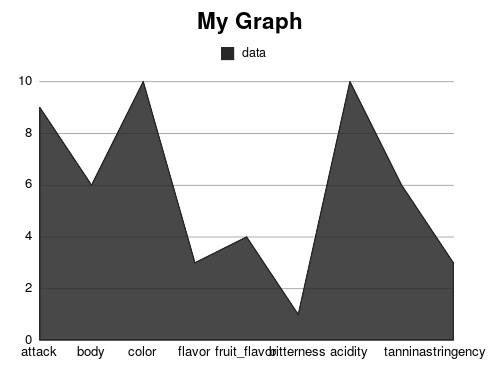 My Graph
data
10
8
6
4
2
0
attack body color flavor fruit_flavor bitterness acidity tannin astringency